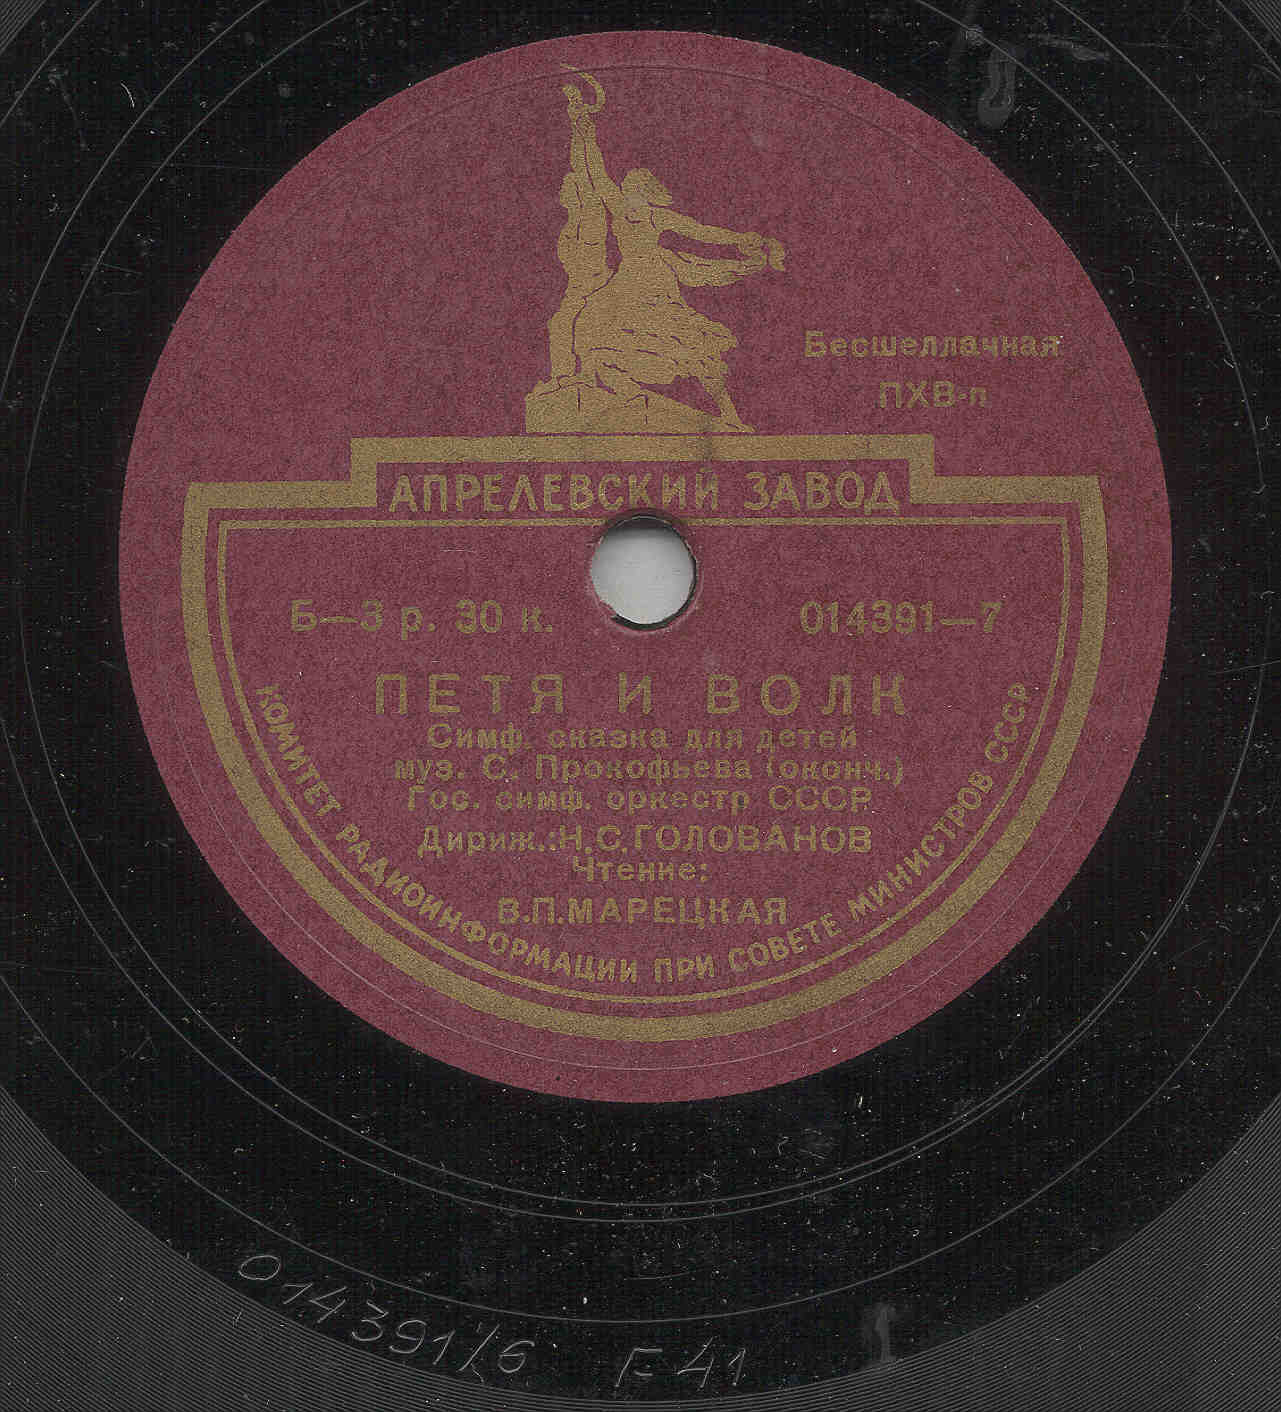 Бесшеллачная
ПХВ-п
АПРЕЛЕВСКИЙ ЗАВОД
Б—3 р. 30 к.
014391—7
ПЕТЯ И ВОЛК
Симф. сказка для детей
муз. С. Прокофьева (оконч.)
Гос. симф. оркестр СССР
Дириж.:Н.С.ГОЛОВАНОВ
Чтение:
В.П.МАРЕЦКАЯ
КОМИТЕТ РАДИОИНФОРМАЦИИ ПРИ СОВЕТЕ МИНИСТРОВ СССР
014391/6 Г-41